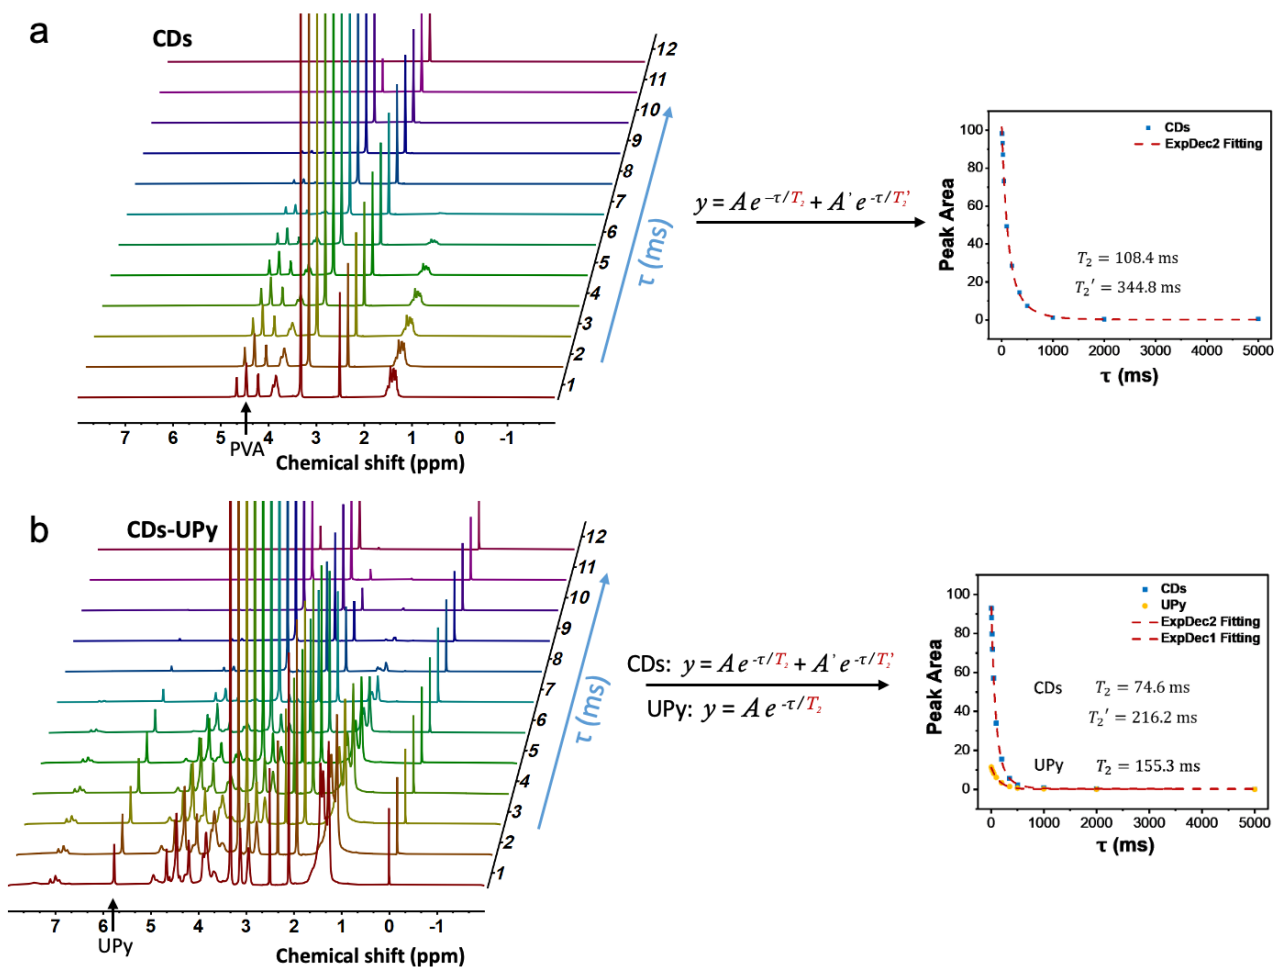 a
CDs
12
11
10
9
8
7
6
5
4
3
2
1
τ (ms)
7 6 5 4 3 2 1 0 -1
PVA
Chemical shift (ppm)
y = A e^-τ/T₂ + A' e^-τ/T₂'
100
80
60
40
20
0
Peak Area
CDs
ExpDec2 Fitting
T₂ = 108.4 ms
T₂' = 344.8 ms
0 1000 2000 3000 4000 5000
τ (ms)
b
CDs-UPy
12
11
10
9
8
7
6
5
4
3
2
1
τ (ms)
7 6 5 4 3 2 1 0 -1
UPy
Chemical shift (ppm)
CDs: y = A e^-τ/T₂ + A' e^-τ/T₂'
UPy: y = A e^-τ/T₂
100
80
60
40
20
0
Peak Area
CDs
UPy
ExpDec2 Fitting
ExpDec1 Fitting
CDs T₂ = 74.6 ms
T₂' = 216.2 ms
UPy T₂ = 155.3 ms
0 1000 2000 3000 4000 5000
τ (ms)